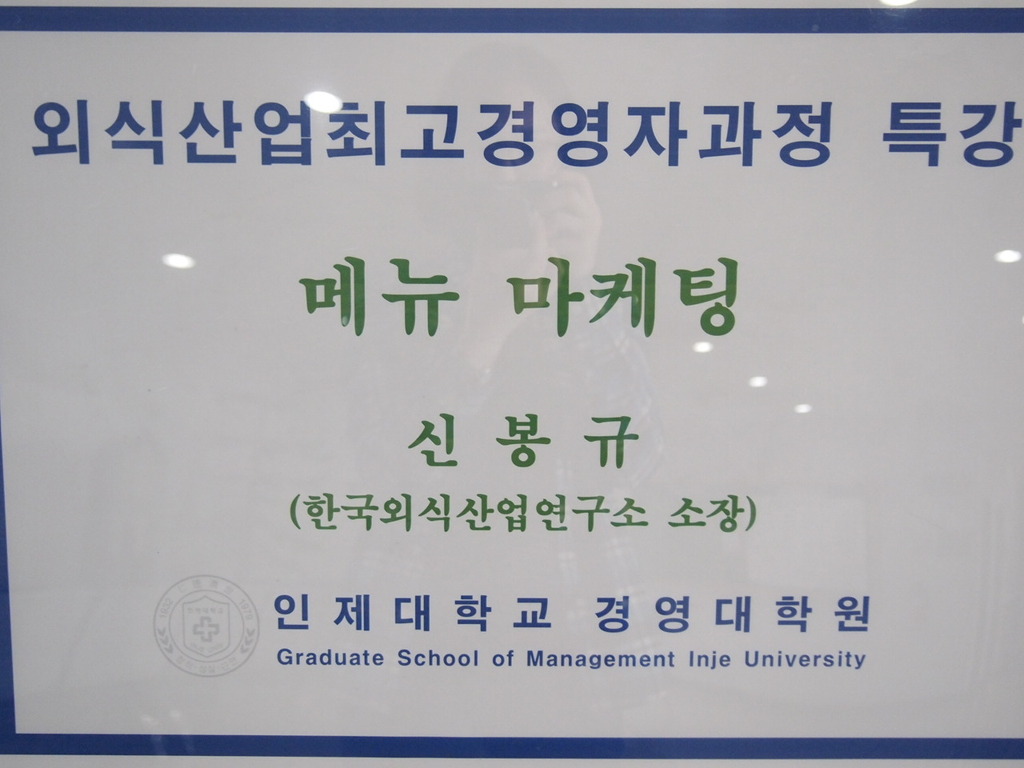 외식산업최고경영자과정 특강
메뉴 마케팅
신 봉 규
(한국외식산업연구소 소장)
인제대학교 경영대학원
Graduate School of Management Inje University